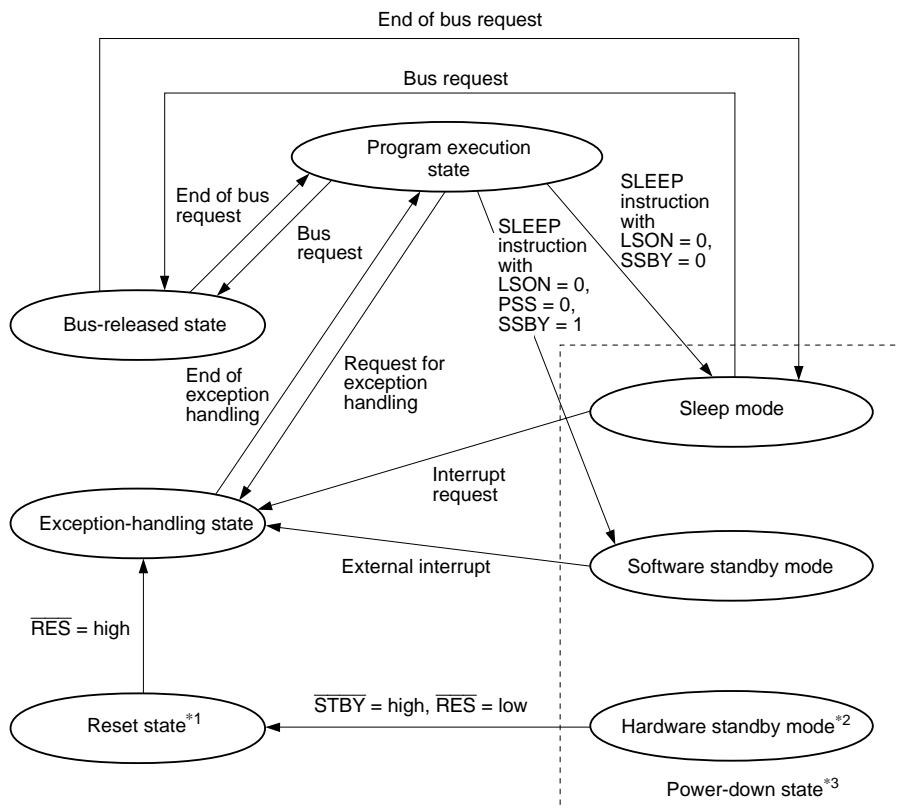 End of bus request
Bus request
Program execution
state
End of bus
request
Bus
request
SLEEP
instruction
with
LSON = 0,
PSS = 0,
SSBY = 1
SLEEP
instruction
with
LSON = 0,
SSBY = 0
Bus-released state
End of
exception
handling
Request for
exception
handling
Sleep mode
Interrupt
request
Exception-handling state
External interrupt
Software standby mode
RES = high
STBY = high, RES = low
Reset state*1
Hardware standby mode*2
Power-down state*3